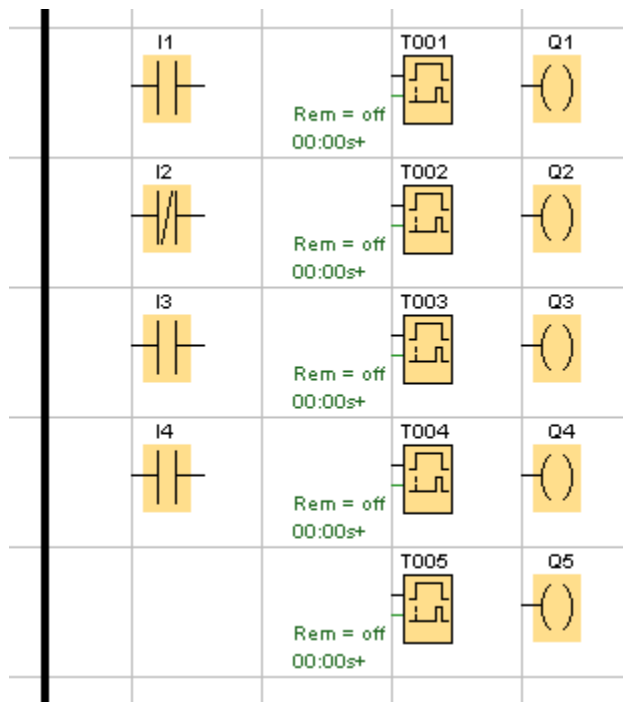 I1 T001 Q1
Rem = off
00:00s+
I2 T002 Q2
Rem = off
00:00s+
I3 T003 Q3
Rem = off
00:00s+
I4 T004 Q4
Rem = off
00:00s+
T005 Q5
Rem = off
00:00s+